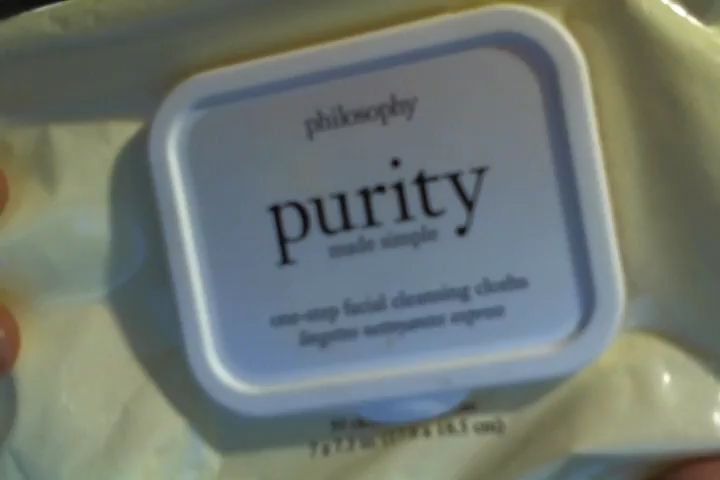 philosophy
purity
made simple
one-step facial cleansing cloths
lingettes nettoyantes express